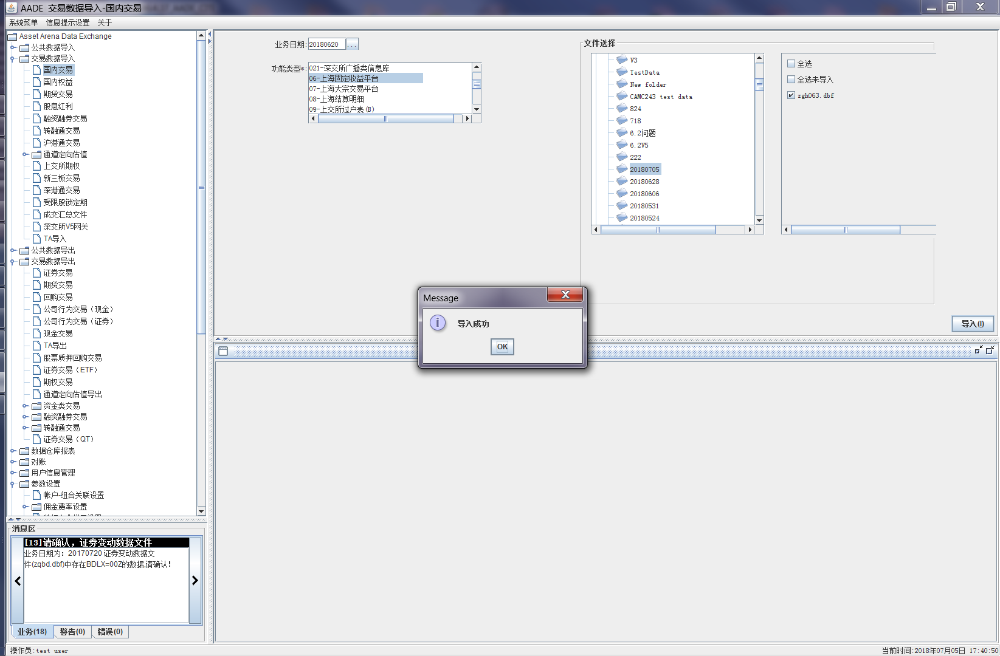 AADE 交易数据导入-国内交易
系统菜单 信息提示设置 关于
Asset Arena Data Exchange
公共数据导入
交易数据导入
国内交易
国内权益
期货交易
股息红利
融资融券交易
转融通交易
沪港通交易
通道定向估值
上交所期权
新三板交易
深港通交易
受限股锁定期
成交汇总文件
深交所V5网关
TA导入
公共数据导出
交易数据导出
证券交易
期货交易
回购交易
公司行为交易（现金）
公司行为交易（证券）
现金交易
TA导出
股票质押回购交易
证券交易（ETF）
期权交易
通道定向估值导出
资金类交易
融资融券交易
转融通交易
证券交易（QT）
数据仓库报表
对账
用户信息管理
参数设置
帐户-组合关联设置
佣金费率设置
消息区
[13]请确认，证券变动数据文件
业务日期为：20170720 证券变动数据文
件(zqbd.dbf)中存在BDLX=00Z的数据,请确认！
业务(18) 警告(0) 错误(0)
业务日期: 20180620 ...
功能类型*:
021-深交所广播类信息库
06-上海固定收益平台
07-上海大宗交易平台
08-上海结算明细
09-上交所过户表(B)
文件选择
V3
TestData
New folder
CAMC243 test data
824
718
6.2问题
6.2V5
222
20180705
20180628
20180606
20180531
20180524
全选
全选未导入
zgh063.dbf
导入(I)
Message
导入成功
OK
操作员:test user
当前时间:2018年07月05日 17:40:50